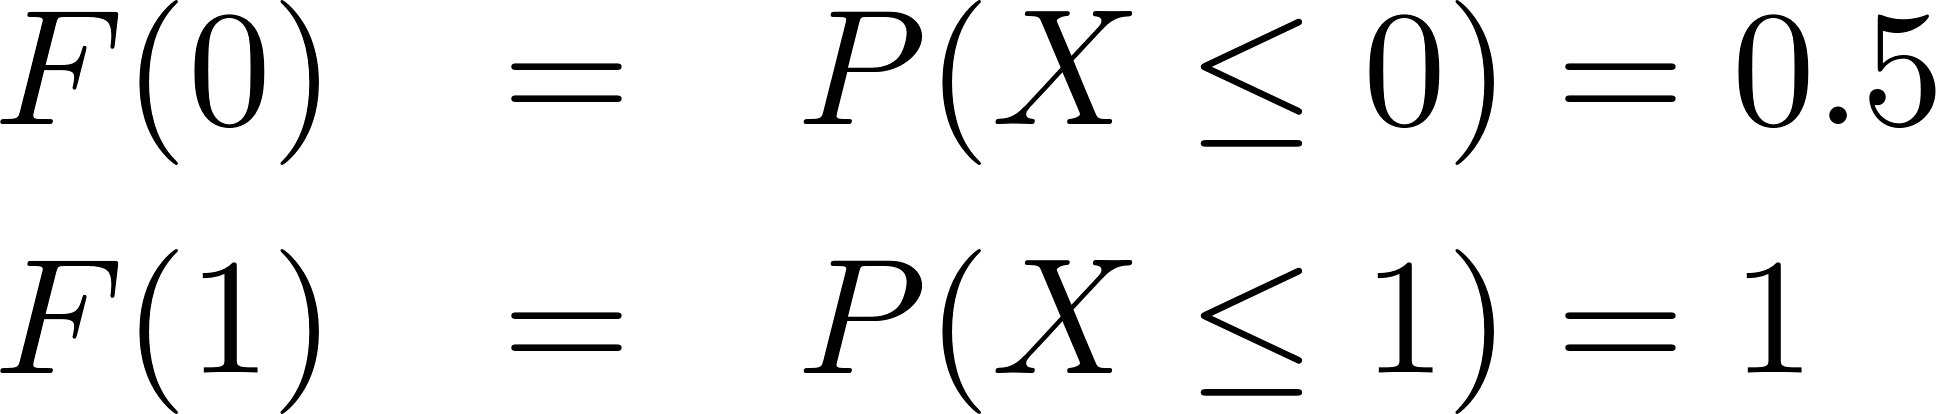 F(0) = P(X ≤ 0) = 0.5
F(1) = P(X ≤ 1) = 1